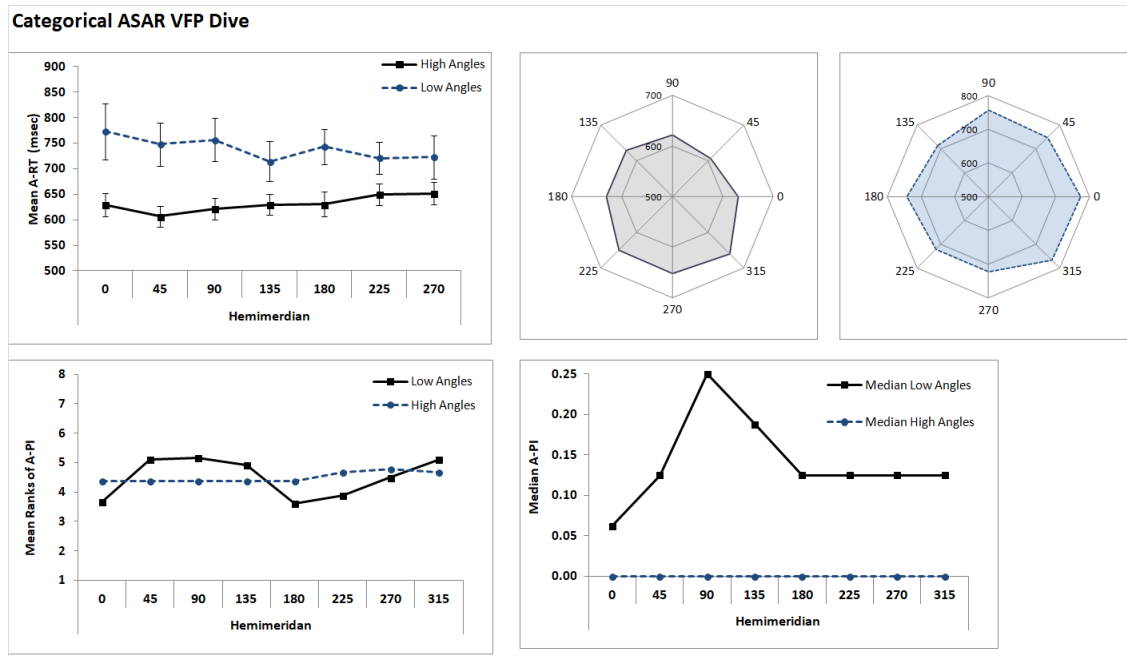 Categorical ASAR VFP Dive
900
850
800
750
700
650
600
550
500
Mean A-RT (msec)
High Angles
Low Angles
0 45 90 135 180 225 270
Hemimerdian
90
700
135 45
600
180 500 0
225 315
270
90
800
135 45
700
600
180 500 0
225 315
270
8
7
6
5
4
3
2
1
Mean Ranks of A-PI
Low Angles
High Angles
0 45 90 135 180 225 270 315
Hemimeridan
0.25
0.20
0.15
0.10
0.05
0.00
Median A-PI
Median Low Angles
Median High Angles
0 45 90 135 180 225 270 315
Hemimeridian